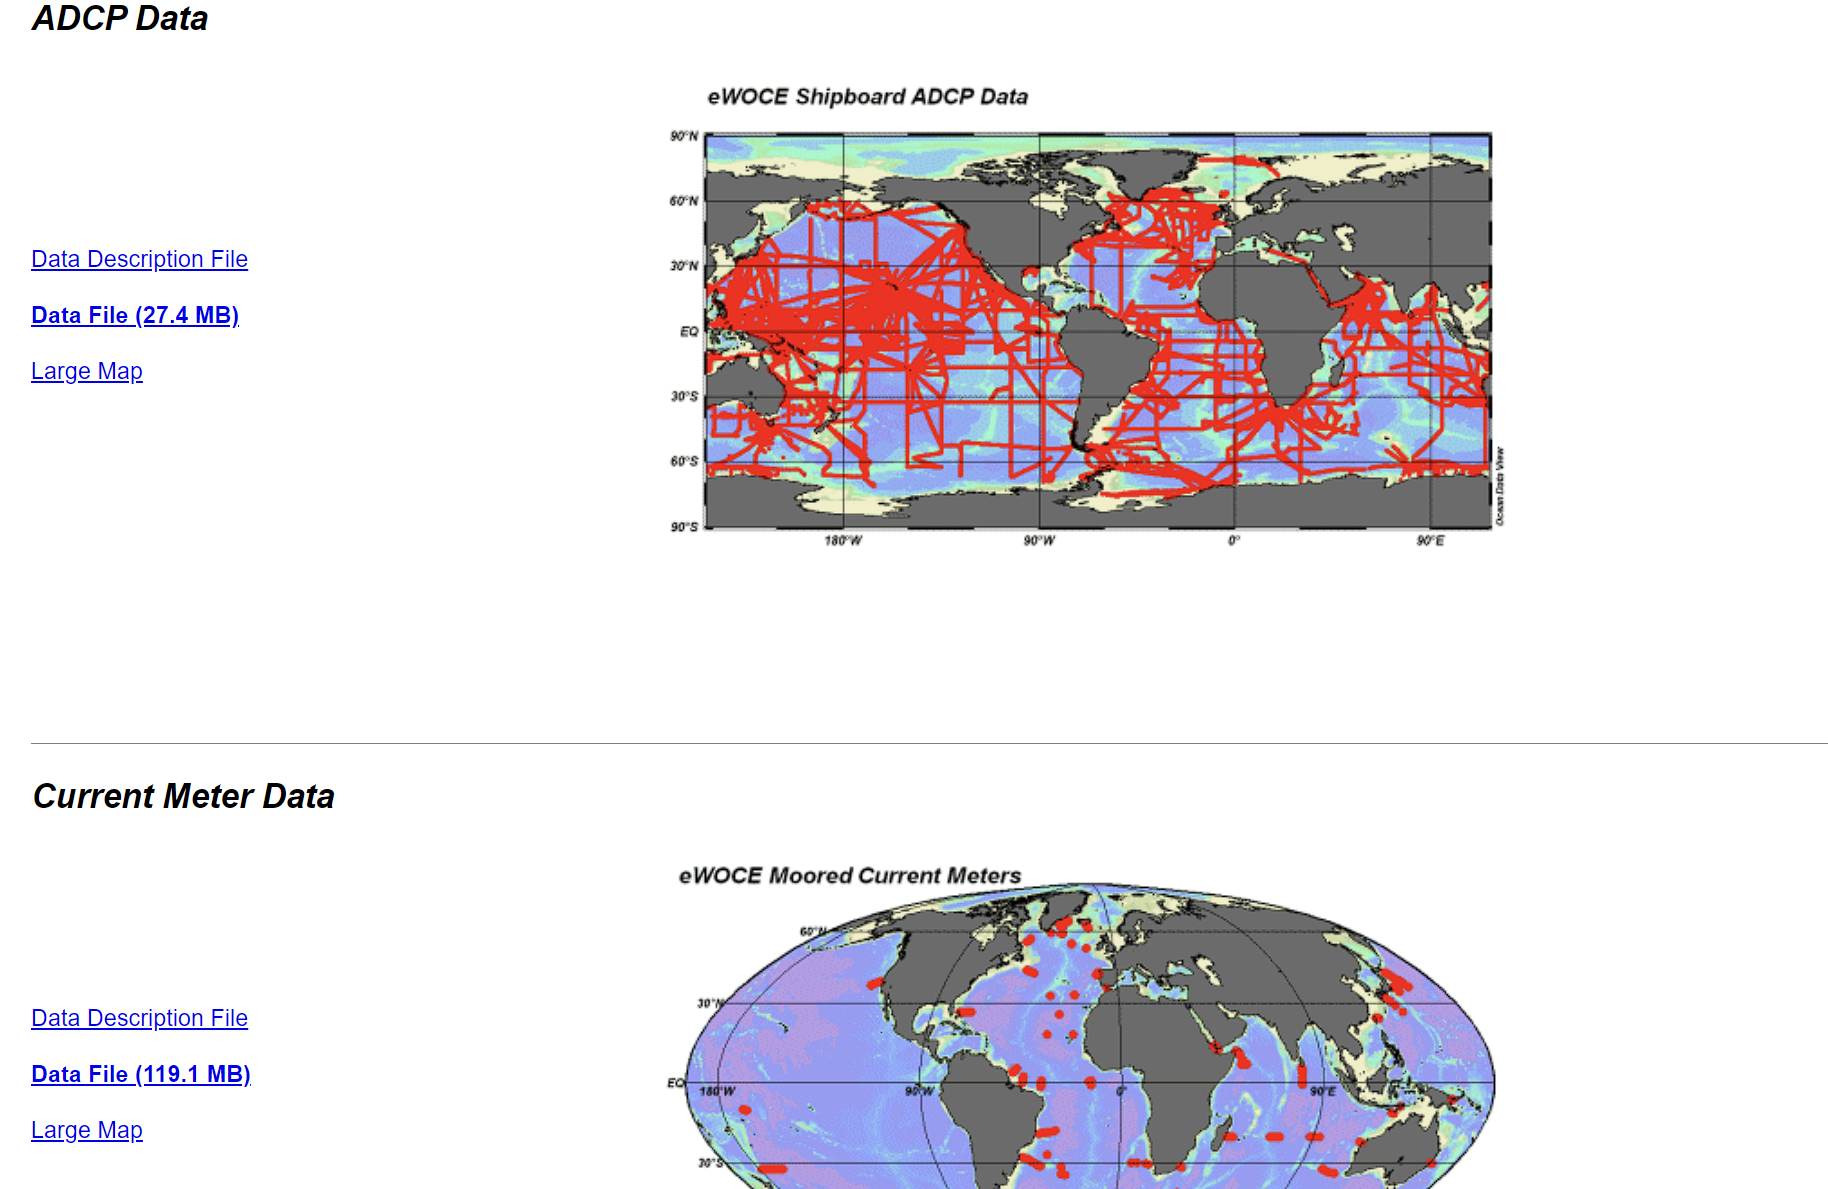 ADCP Data
eWOCE Shipboard ADCP Data
90°N
60°N
30°N
EQ
30°S
60°S
90°S
180°W 90°W 0° 90°E
Ocean Data View
Data Description File
Data File (27.4 MB)
Large Map
Current Meter Data
eWOCE Moored Current Meters
60°N
30°N
EQ
180°W 90°W 0° 90°E
30°S
Data Description File
Data File (119.1 MB)
Large Map